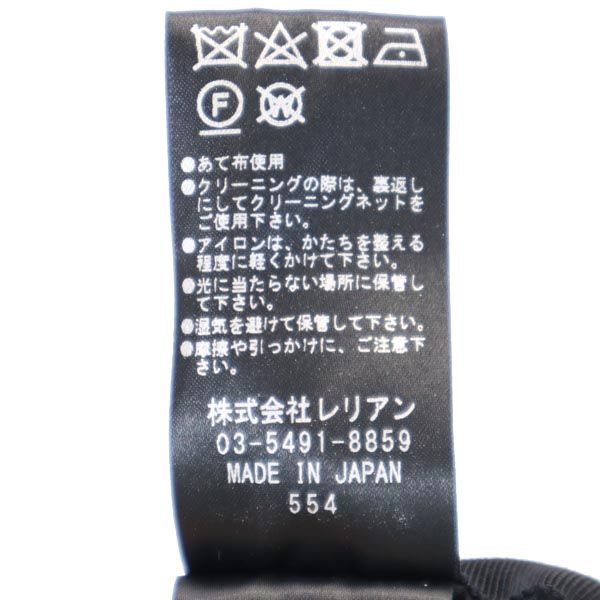 F W
●あて布使用
●クリーニングの際は、裏返し
にしてクリーニングネットを
ご使用下さい。
●アイロンは、かたちを整える
程度に軽くかけて下さい。
●光に当たらない場所に保管し
て下さい。
●湿気を避けて保管して下さい。
●摩擦や引っかけに、ご注意下
さい。
株式会社レリアン
03-5491-8859
MADE IN JAPAN
554